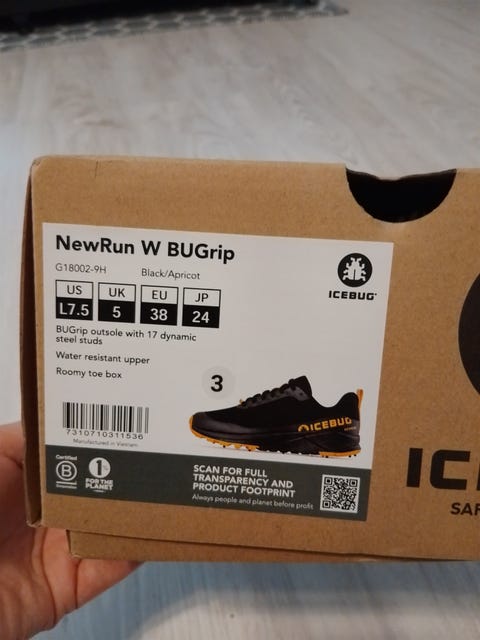 NewRun W BUGrip
G18002-9H Black/Apricot
ICEBUG
US UK EU JP
L7.5 5 38 24
BUGrip outsole with 17 dynamic
steel studs
Water resistant upper
Roomy toe box
3
ICEBUG
7310710311536
Manufactured in Vietnam
Certified
B
Corporation
1%
FOR THE
PLANET
SCAN FOR FULL
TRANSPARENCY AND
PRODUCT FOOTPRINT
Always people and planet before profit